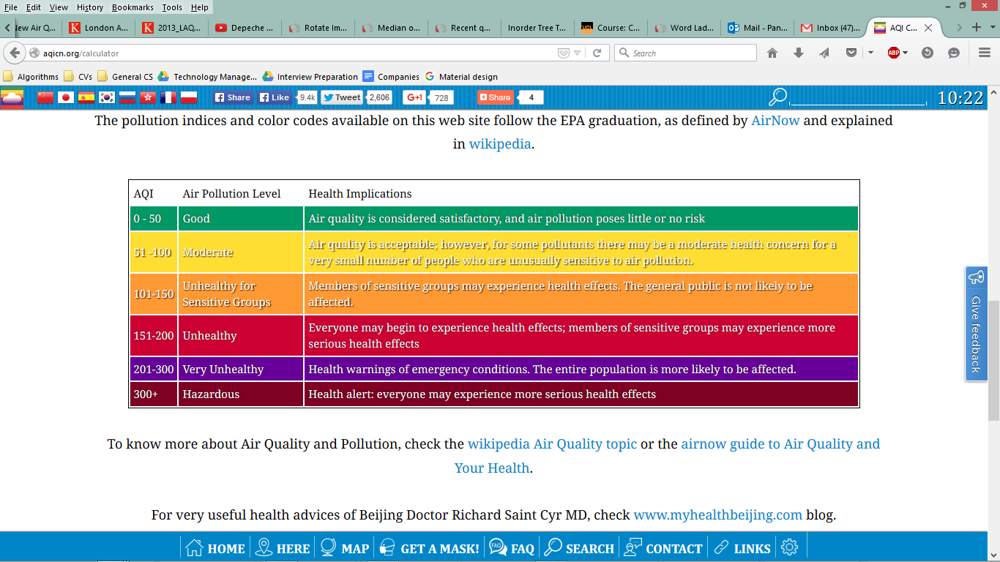 File Edit View History Bookmarks Tools Help
New Air Q... London A... 2013_LAQ... Depeche ... Rotate Im... Median o... Recent q... Inorder Tree T... Course: C... Word Lad... Mail - Pan... Inbox (47)... AQI C...
aqicn.org/calculator Search ABP
Algorithms CVs General CS Technology Manage... Interview Preparation Companies Material design
Share Like 9.4k Tweet 2,606 G+1 728 Share 4 10:22
The pollution indices and color codes available on this web site follow the EPA graduation, as defined by AirNow and explained
in wikipedia.
AQI Air Pollution Level Health Implications
0 - 50 Good Air quality is considered satisfactory, and air pollution poses little or no risk
51 -100 Moderate Air quality is acceptable; however, for some pollutants there may be a moderate health concern for a
very small number of people who are unusually sensitive to air pollution.
101-150 Unhealthy for
Sensitive Groups Members of sensitive groups may experience health effects. The general public is not likely to be
affected.
151-200 Unhealthy Everyone may begin to experience health effects; members of sensitive groups may experience more
serious health effects
201-300 Very Unhealthy Health warnings of emergency conditions. The entire population is more likely to be affected.
300+ Hazardous Health alert: everyone may experience more serious health effects
Give feedback
To know more about Air Quality and Pollution, check the wikipedia Air Quality topic or the airnow guide to Air Quality and
Your Health.
For very useful health advices of Beijing Doctor Richard Saint Cyr MD, check www.myhealthbeijing.com blog.
HOME HERE MAP GET A MASK! FAQ FAQ SEARCH CONTACT LINKS